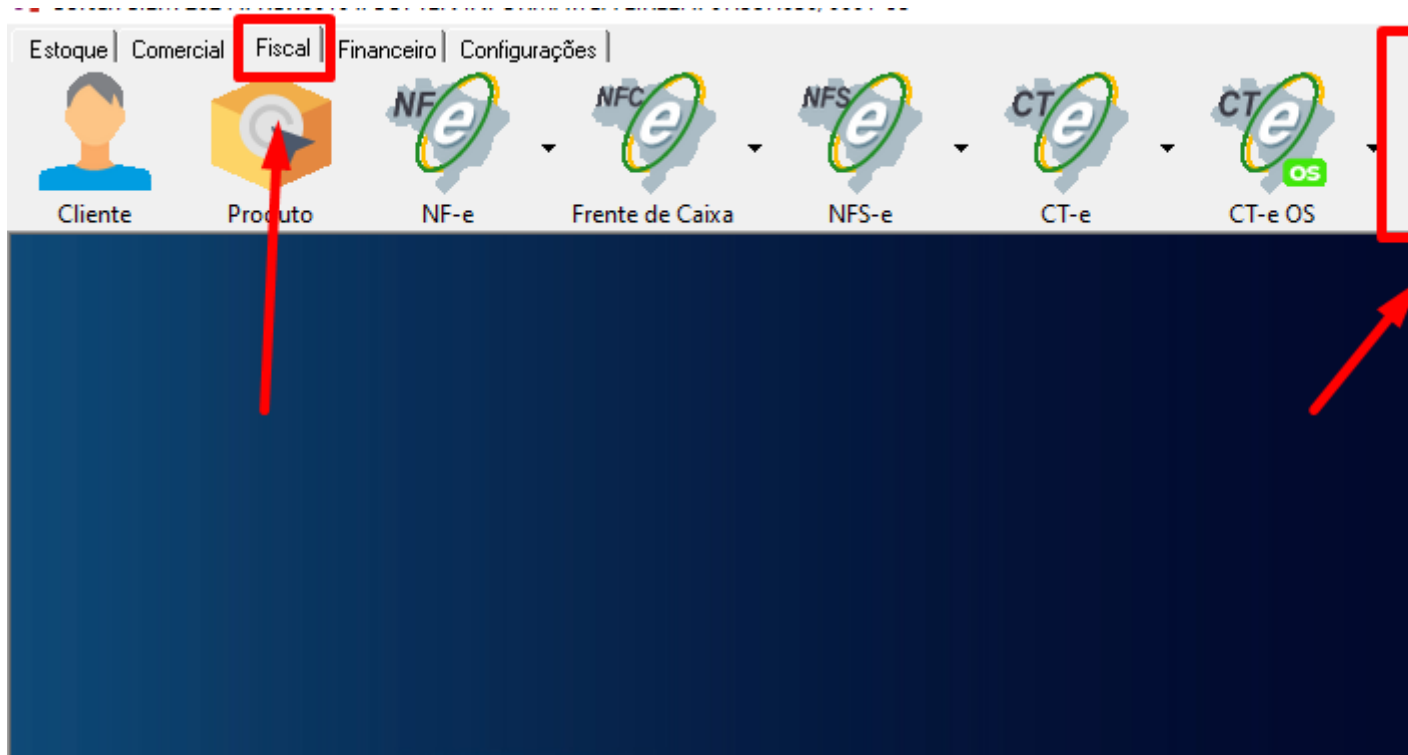 Estoque Comercial Fiscal Financeiro Configurações
NF e NFC e NFS e CT e CT e OS
Cliente Produto NF-e Frente de Caixa NFS-e CT-e CT-e OS